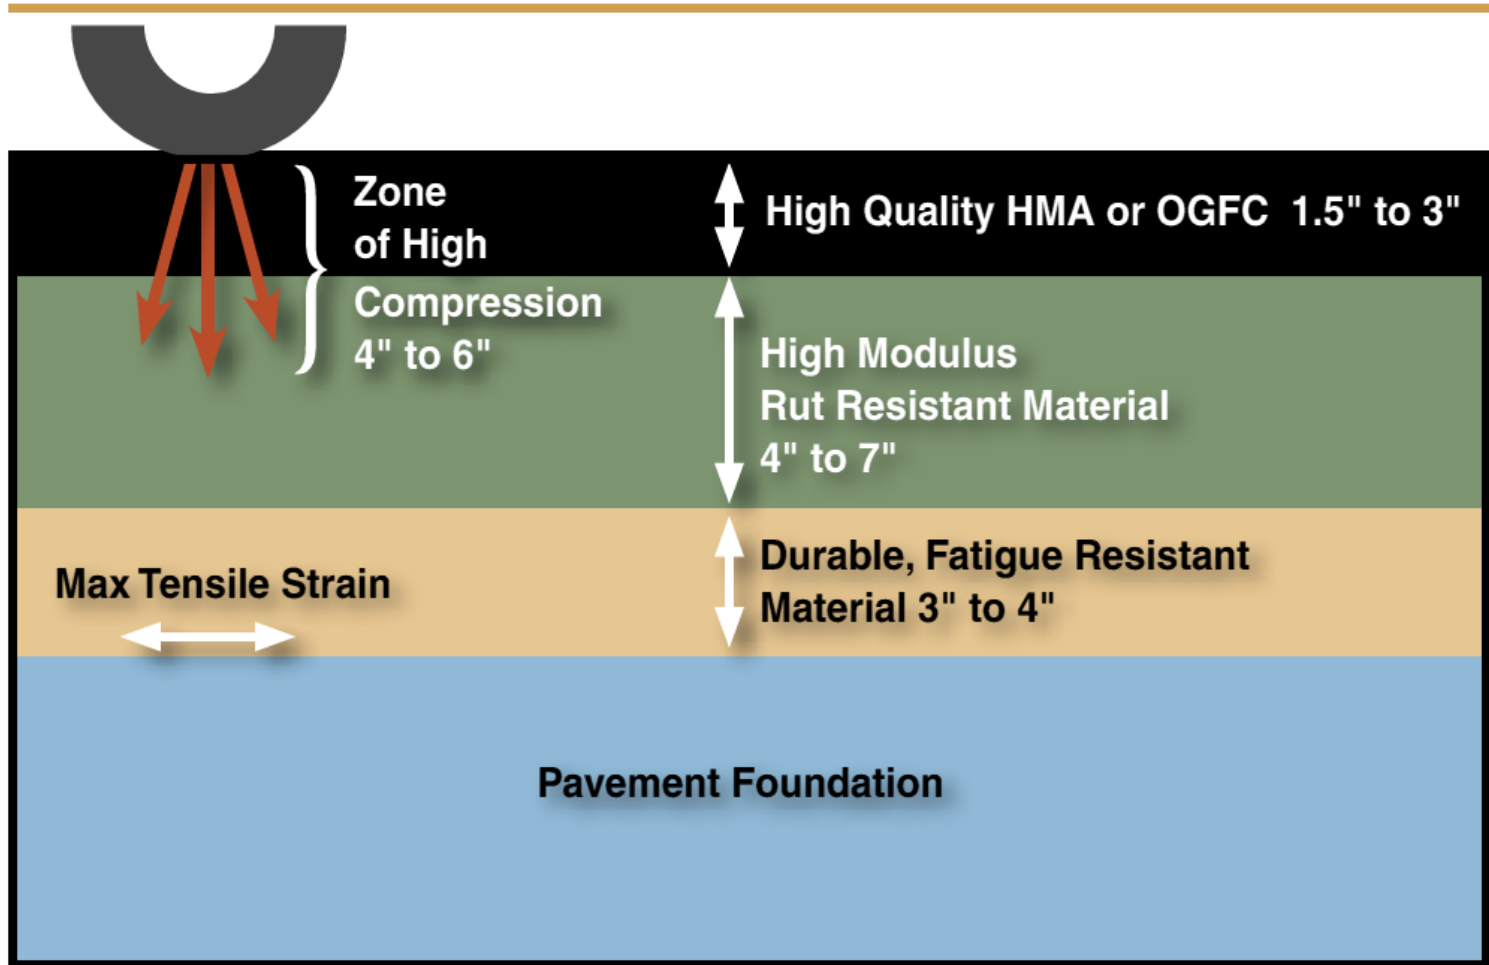 Zone
of High
Compression
4" to 6"
High Quality HMA or OGFC 1.5" to 3"
High Modulus
Rut Resistant Material
4" to 7"
Max Tensile Strain
Durable, Fatigue Resistant
Material 3" to 4"
Pavement Foundation